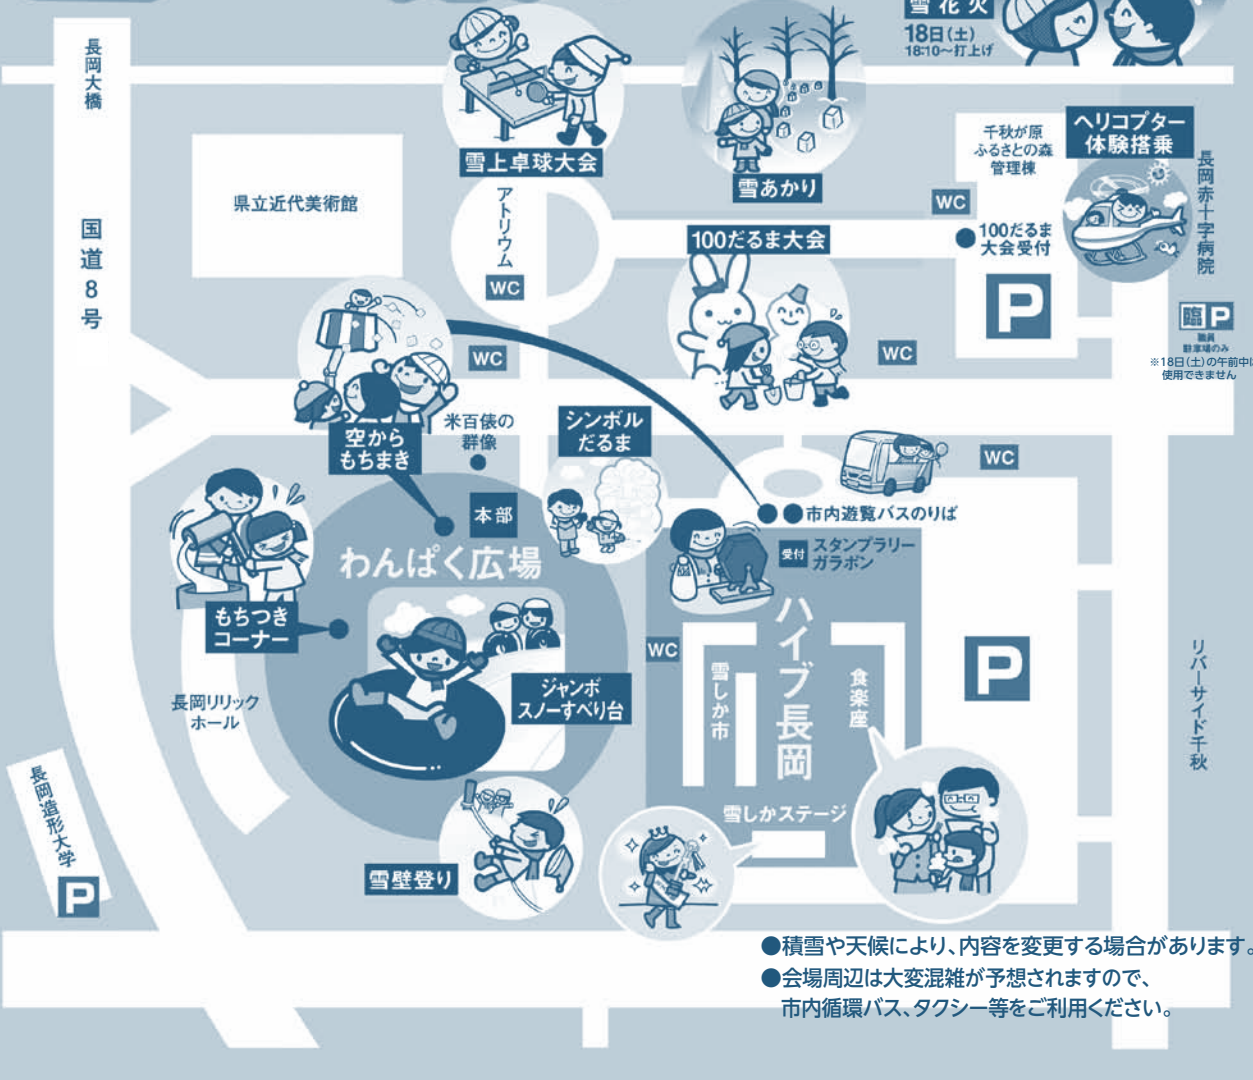 雪花火
18日(土)
18:10〜打上げ
長岡大橋
国道8号
県立近代美術館
雪上卓球大会
アトリウム
WC
雪あかり
千秋が原
ふるさとの森
管理棟
ヘリコプター
体験搭乗
長岡赤十字病院
WC
100だるま
大会受付
P
臨P
職員
駐車場のみ
※18日(土)の午前中は
使用できません
100だるま大会
WC
WC
空から
もちまき
米百俵の
群像
シンボル
だるま
本部
わんぱく広場
もちつき
コーナー
ジャンボ
スノーすべり台
長岡リリック
ホール
雪壁登り
長岡造形大学
P
WC
市内遊覧バスのりば
受付
スタンプラリー
ガラポン
ハイブ長岡
WC
雪しか市
食楽座
雪しかステージ
P
リバーサイド千秋
●積雪や天候により、内容を変更する場合があります。
●会場周辺は大変混雑が予想されますので、
市内循環バス、タクシー等をご利用ください。